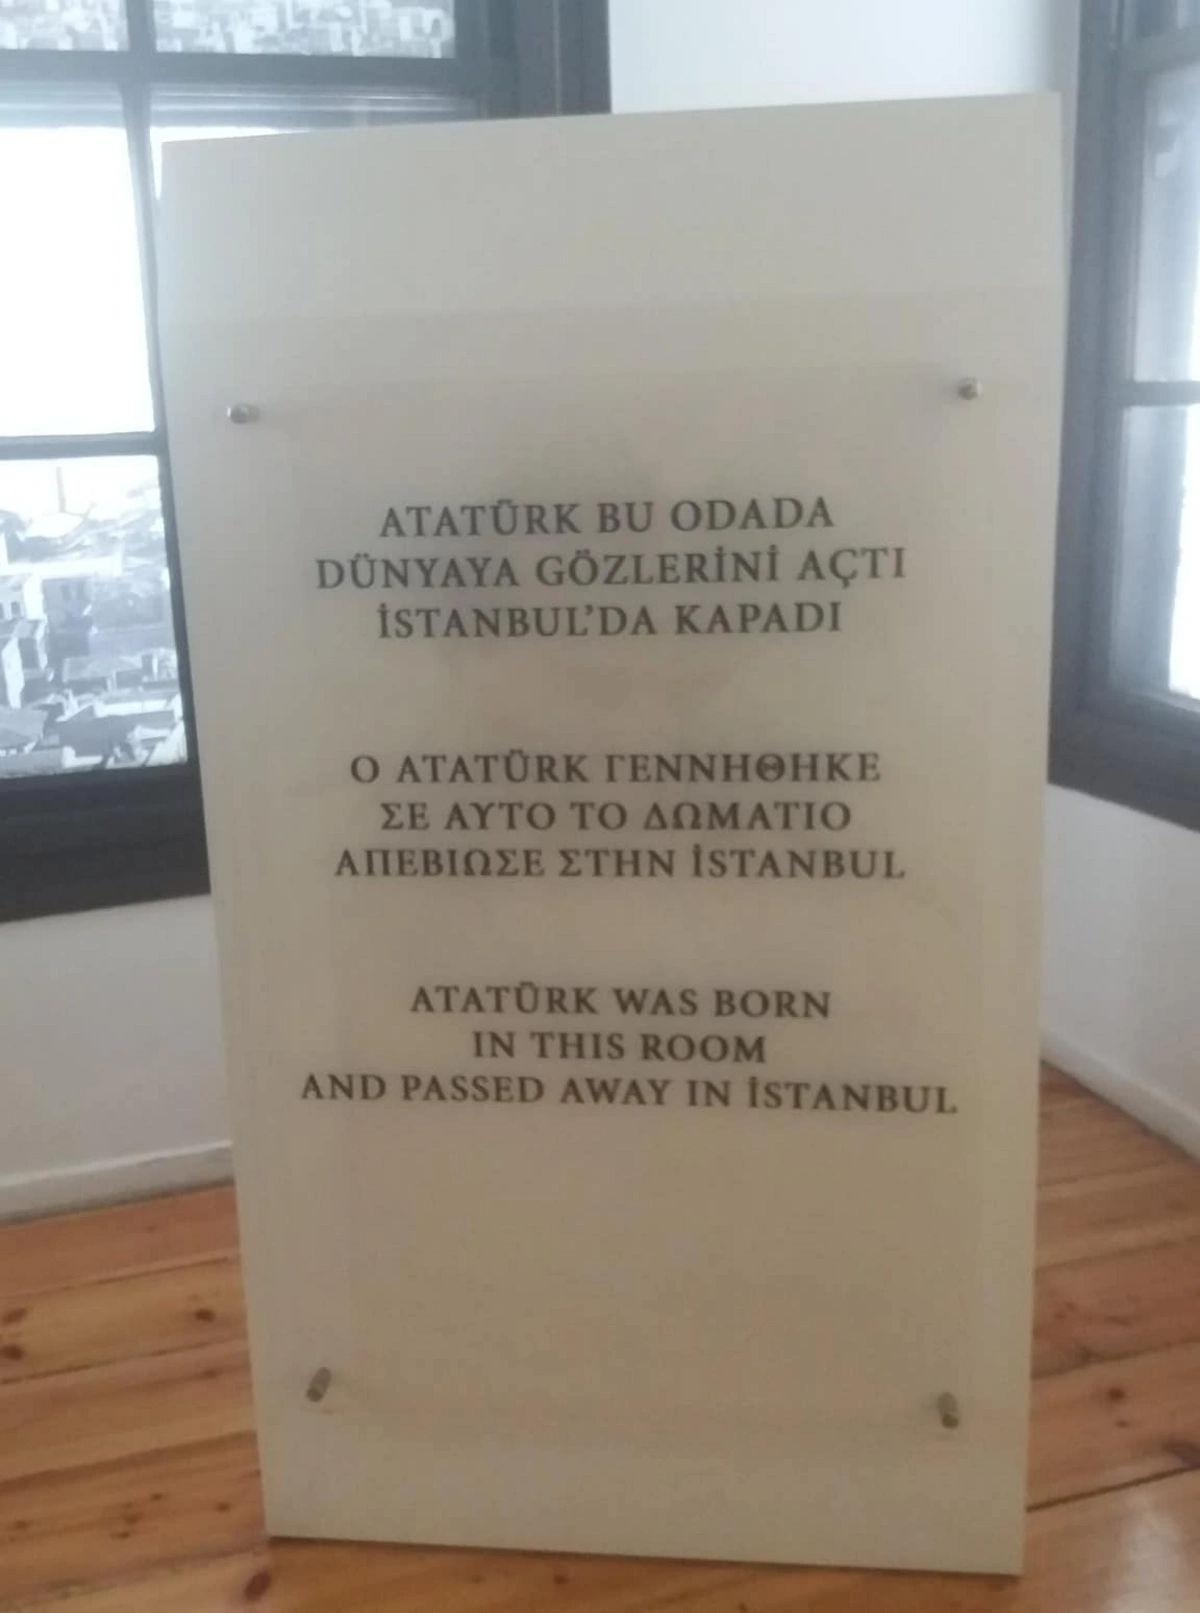 ATATÜRK BU ODADA
DÜNYAYA GÖZLERİNİ AÇTI
İSTANBUL'DA KAPADI
Ο ATATÜRK ΓΕΝΝΗΘΗΚΕ
ΣΕ ΑΥΤΟ ΤΟ ΔΩΜΑΤΙΟ
ΑΠΕΒΙΩΣΕ ΣΤΗΝ İSTANBUL
ATATÜRK WAS BORN
IN THIS ROOM
AND PASSED AWAY IN İSTANBUL